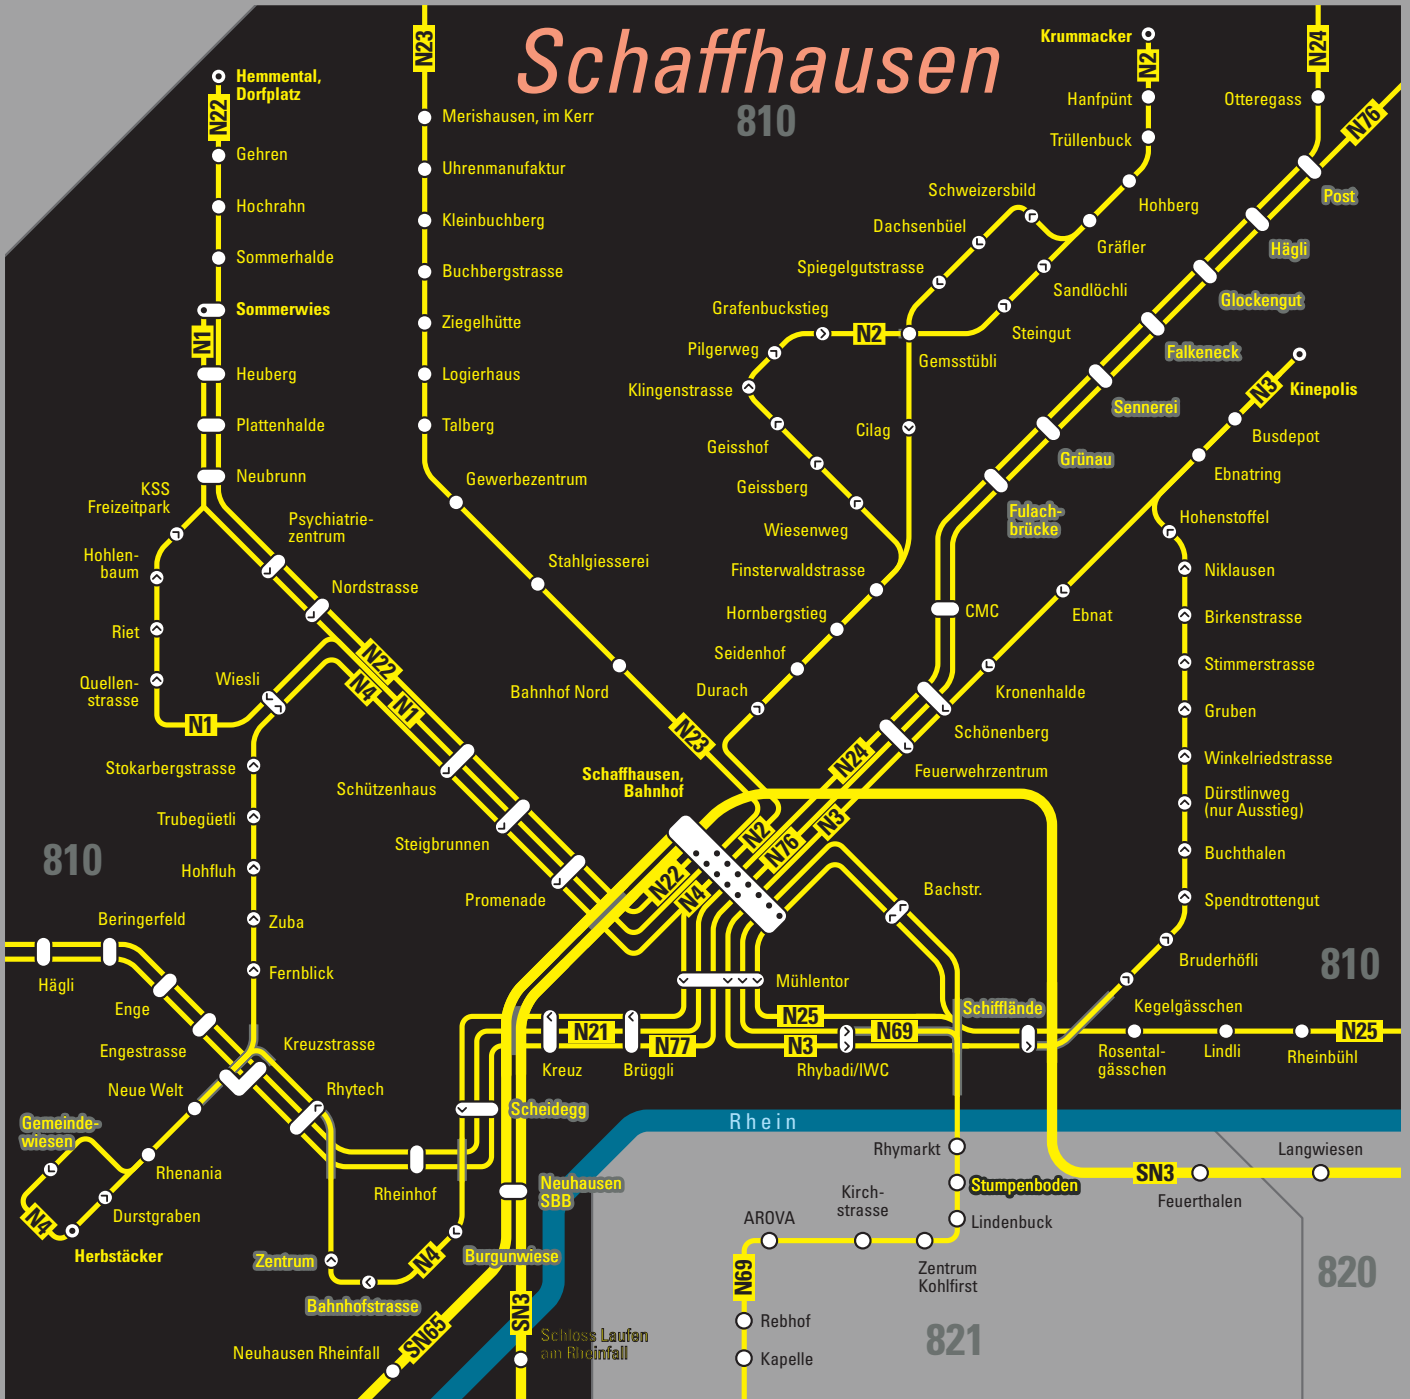 Schaffhausen
810
N23
Krummacker
N2
N24
Hemmental,
Dorfplatz
N22
Merishausen, im Kerr
Hanfpünt
Otteregass
N76
Trüllenbuck
Gehren
Uhrenmanufaktur
Schweizersbild
Post
Hochrahn
Kleinbuchberg
Dachsenbüel
Hohberg
Sommerhalde
Buchbergstrasse
Spiegelgutstrasse
Gräfler
Hägli
Sandlöchli
Glockengut
Sommerwies
Ziegelhütte
Grafenbuckstieg
N2
Steingut
N1
Pilgerweg
Gemsstübli
Falkeneck
Heuberg
Logierhaus
Klingenstrasse
Sennerei
N3
Kinepolis
Plattenhalde
Talberg
Cilag
Busdepot
Geisshof
Grünau
Neubrunn
Gewerbezentrum
Geissberg
Ebnatring
KSS
Freizeitpark
Psychiatrie-
zentrum
Wiesenweg
Fulach-
brücke
Hohenstoffel
Hohlen-
baum
Stahlgiesserei
Finsterwaldstrasse
Niklausen
Nordstrasse
Hornbergstieg
CMC
Ebnat
Birkenstrasse
Riet
Seidenhof
Stimmerstrasse
Wiesli
N22
N4
N1
Quellen-
strasse
Bahnhof Nord
Durach
Kronenhalde
Gruben
N1
N23
Schönenberg
Winkelriedstrasse
Stokarbergstrasse
Schützenhaus
Schaffhausen,
Bahnhof
N24
Feuerwehrzentrum
Dürstlinweg
(nur Ausstieg)
Trubegüetli
Steigbrunnen
N2
N76
N3
Buchthalen
810
Hohfluh
Promenade
N22
N4
Bachstr.
Spendtrottengut
Beringerfeld
Zuba
Bruderhöfli
810
Hägli
Fernblick
Mühlentor
Kegelgässchen
Enge
Schifflände
N25
Engestrasse
Kreuzstrasse
N21
N77
N3
N69
N25
Kreuz
Brüggli
Rhybadi/IWC
Rosental-
gässchen
Lindli
Rheinbühl
Neue Welt
Rhytech
Gemeinde-
wiesen
Scheidegg
Rhein
Rhenania
Rheinhof
Rhymarkt
Langwiesen
Neuhausen
SBB
Stumpenboden
SN3
Feuerthalen
N4
Durstgraben
AROVA
Kirch-
strasse
Lindenbuck
Herbstäcker
Zentrum
N4
Burgunwiese
N69
Zentrum
Kohlfirst
820
Bahnhofstrasse
SN65
SN3
Rebhof
821
Neuhausen Rheinfall
Schloss Laufen
am Rheinfall
Kapelle